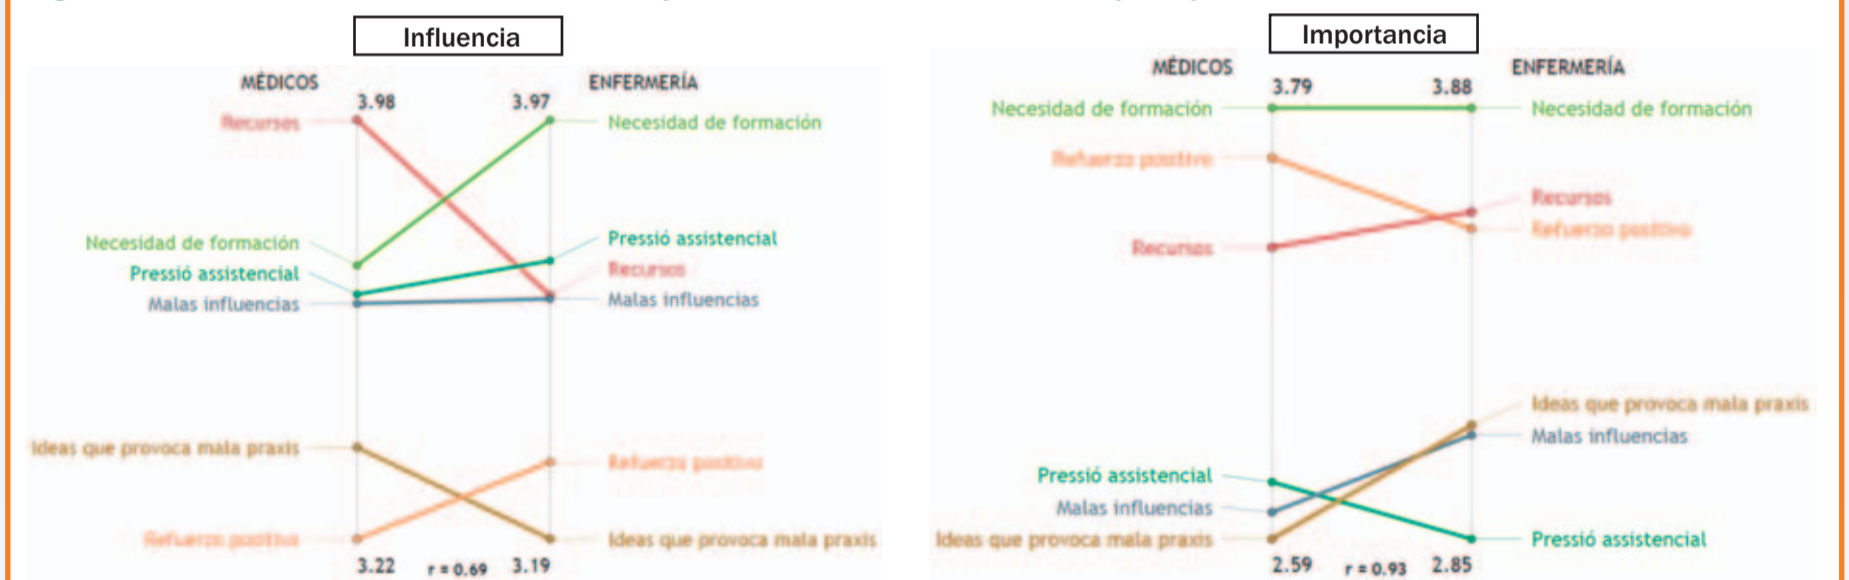 Influencia
MÉDICOS
ENFERMERÍA
3.98
3.97
Recursos
Necesidad de formación
Necesidad de formación
Pressió assistencial
Pressió assistencial
Recursos
Malas influencias
Malas influencias
Ideas que provoca mala praxis
Refuerzo positivo
Refuerzo positivo
Ideas que provoca mala praxis
3.22
r = 0.69
3.19
Importancia
MÉDICOS
ENFERMERÍA
3.79
3.88
Necesidad de formación
Necesidad de formación
Refuerzo positivo
Recursos
Refuerzo positivo
Recursos
Ideas que provoca mala praxis
Malas influencias
Pressió assistencial
Malas influencias
Ideas que provoca mala praxis
Pressió assistencial
2.59
r = 0.93
2.85